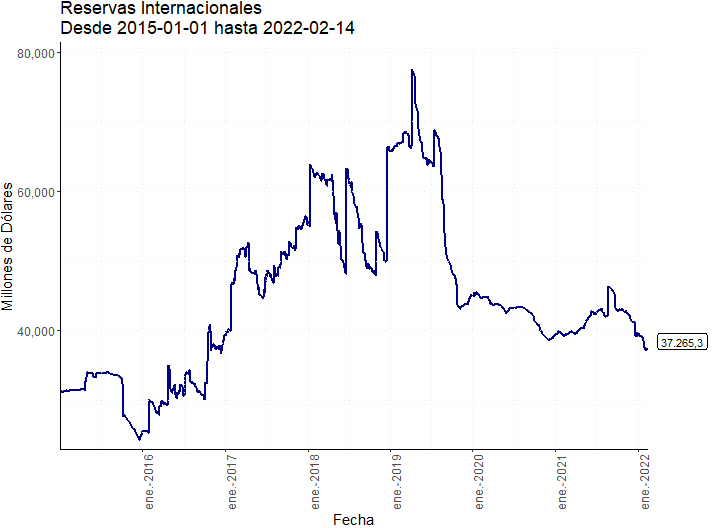 Reservas Internacionales
Desde 2015-01-01 hasta 2022-02-14
Millones de Dólares
80,000
60,000
40,000
37.265,3
ene.-2016
ene.-2017
ene.-2018
ene.-2019
ene.-2020
ene.-2021
ene.-2022
Fecha